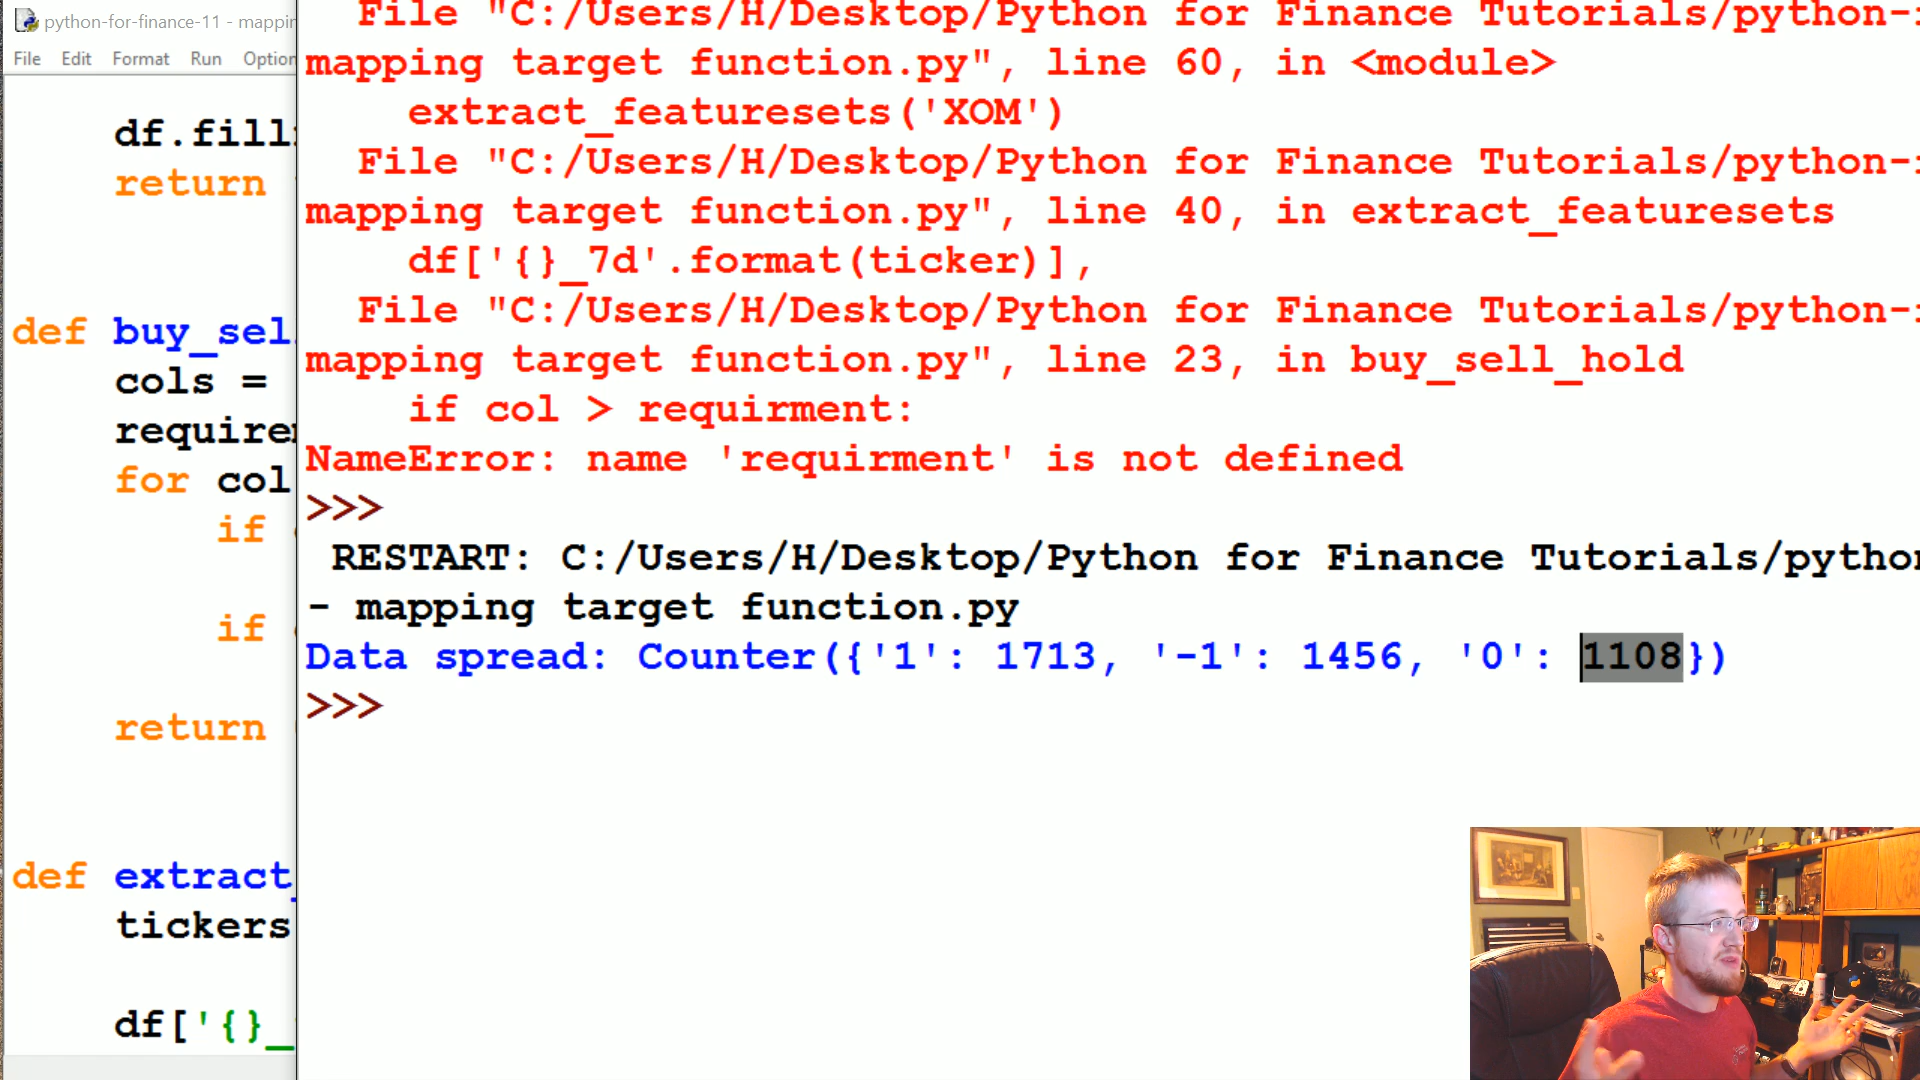 python-for-finance-11 - mappin
File Edit Format Run Option
df.fill
return
def buy_sel
cols =
require
for col
if
if
return
def extract_
tickers
df['{}_
File "C:/Users/H/Desktop/Python for Finance Tutorials/python-
mapping target function.py", line 60, in <module>
extract_featuresets('XOM')
File "C:/Users/H/Desktop/Python for Finance Tutorials/python-
mapping target function.py", line 40, in extract_featuresets
df['{}_7d'.format(ticker)],
File "C:/Users/H/Desktop/Python for Finance Tutorials/python-
mapping target function.py", line 23, in buy_sell_hold
if col > requirment:
NameError: name 'requirment' is not defined
>>>
RESTART: C:/Users/H/Desktop/Python for Finance Tutorials/pytho
- mapping target function.py
Data spread: Counter({'1': 1713, '-1': 1456, '0': 1108})
>>>